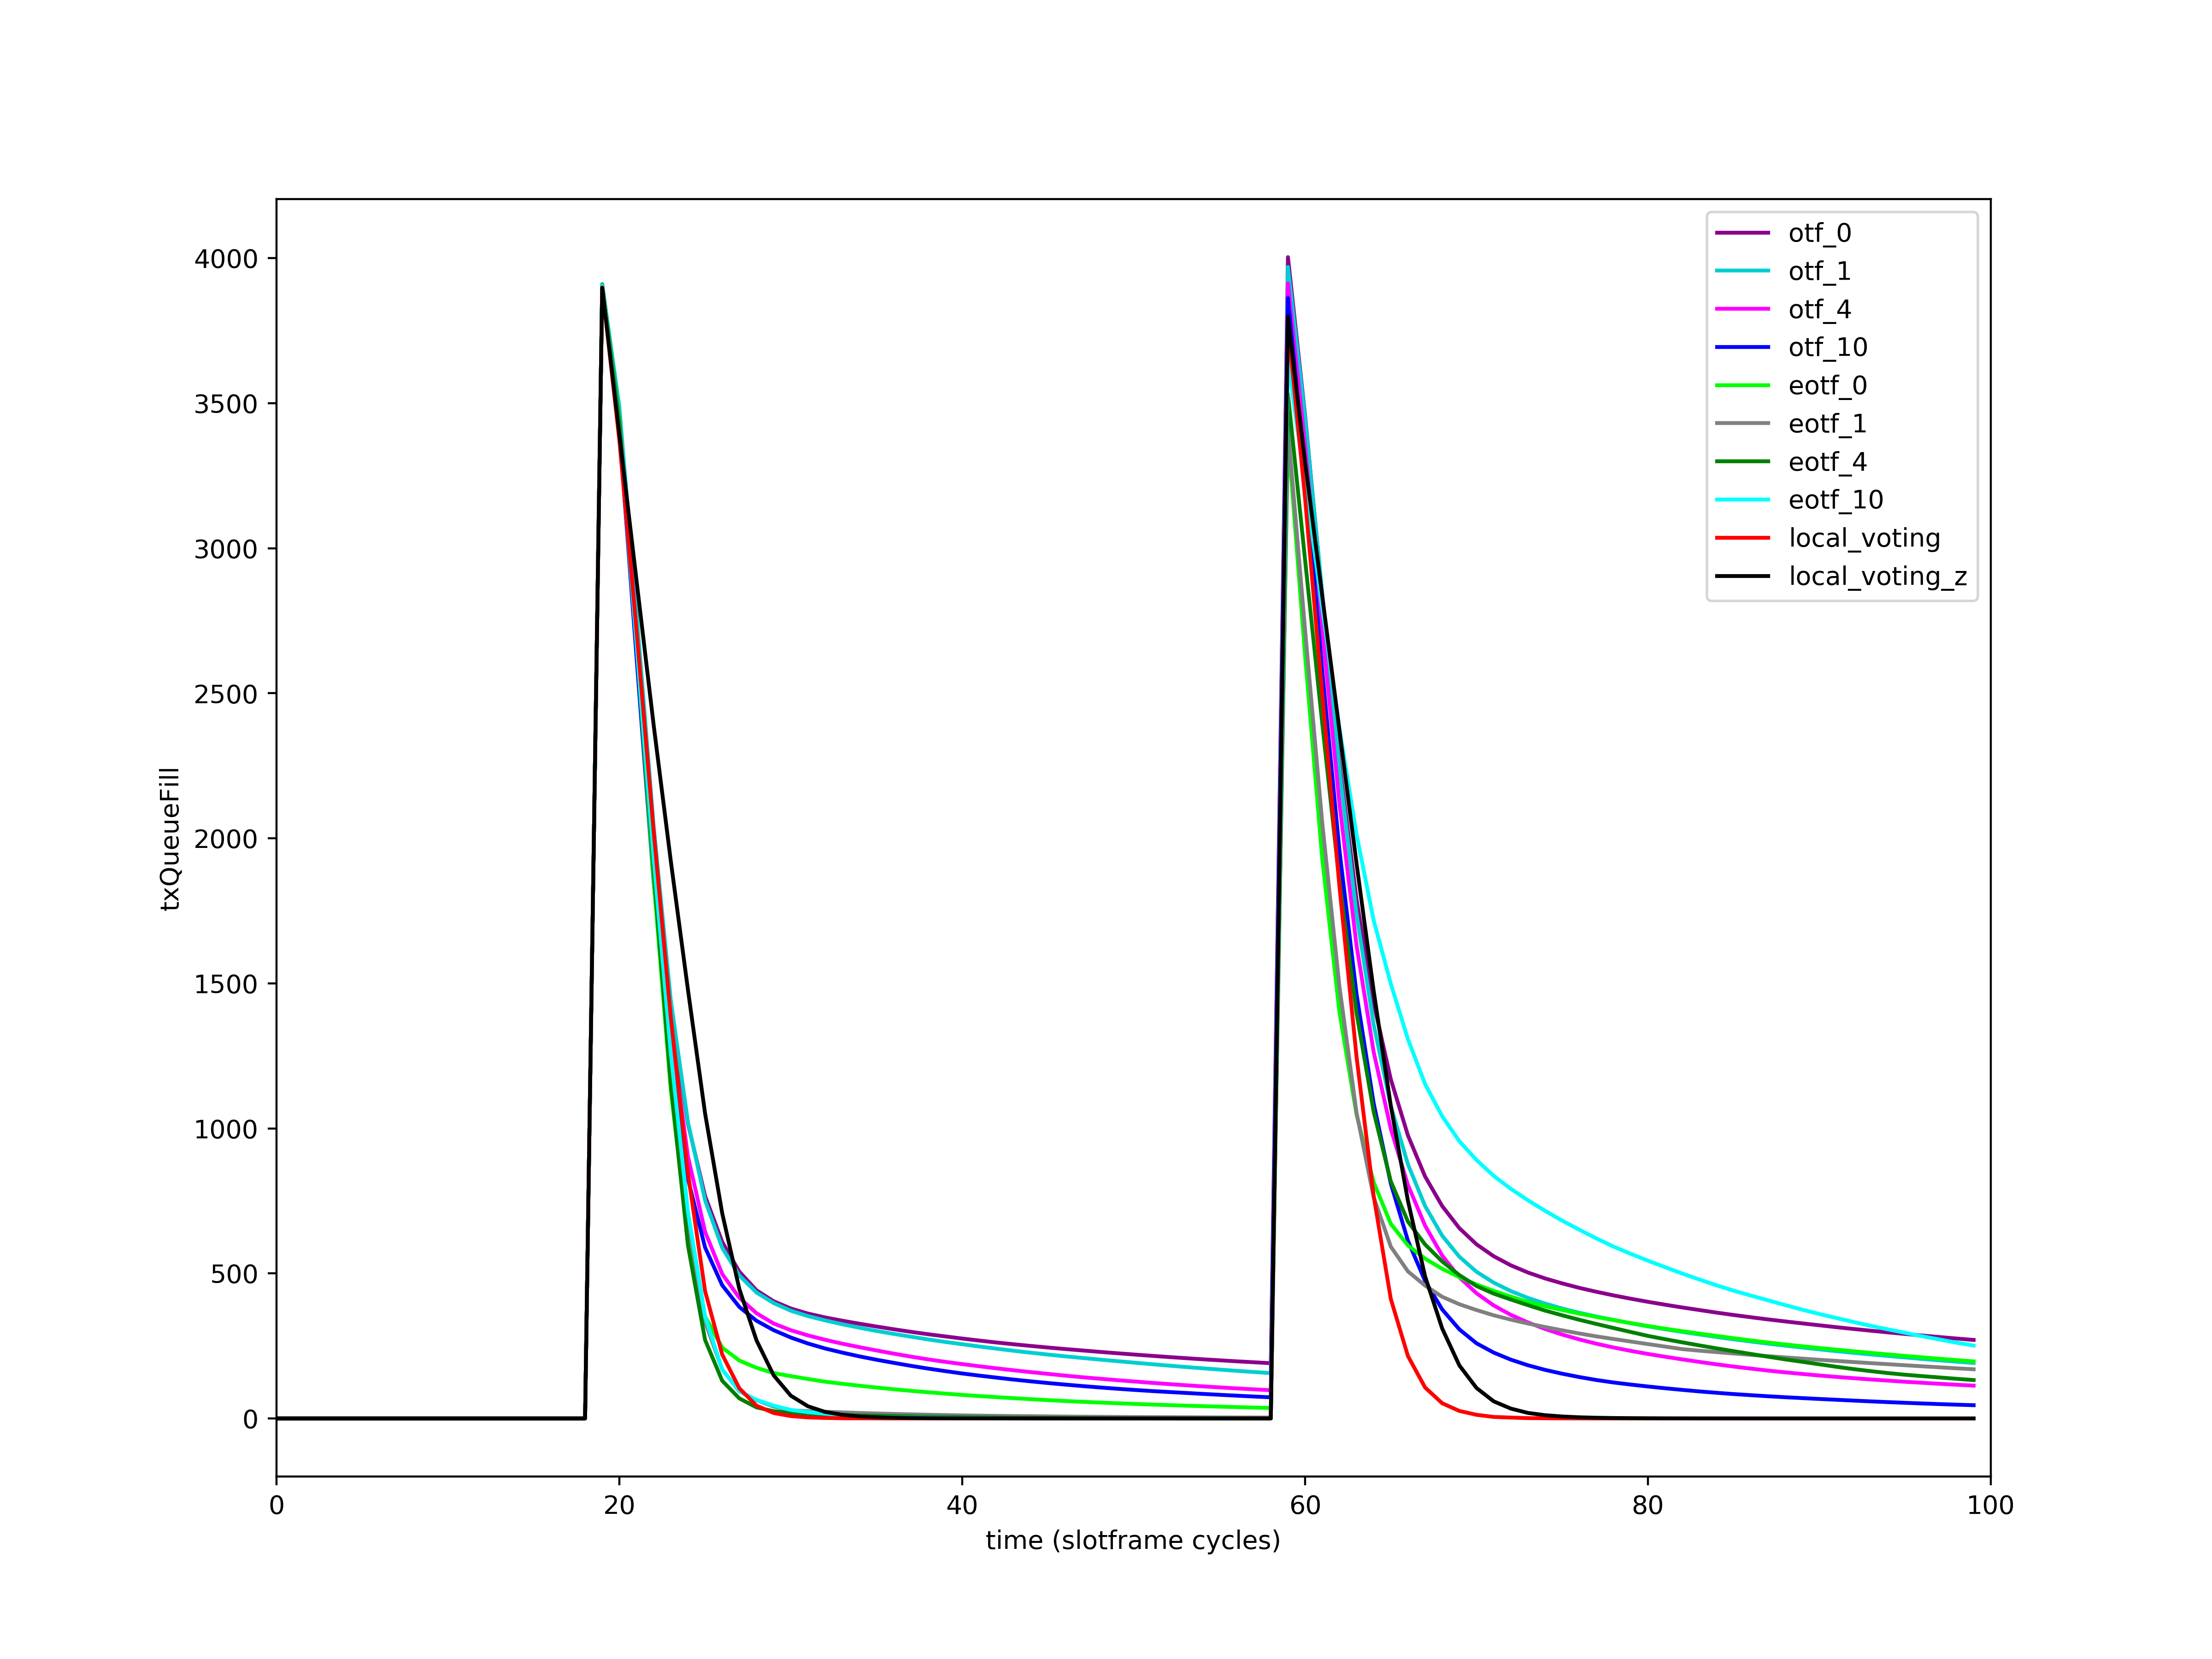 4000
3500
3000
2500
2000
1500
1000
500
0
txQueueFill
0 20 40 60 80 100
time (slotframe cycles)
otf_0
otf_1
otf_4
otf_10
eotf_0
eotf_1
eotf_4
eotf_10
local_voting
local_voting_z